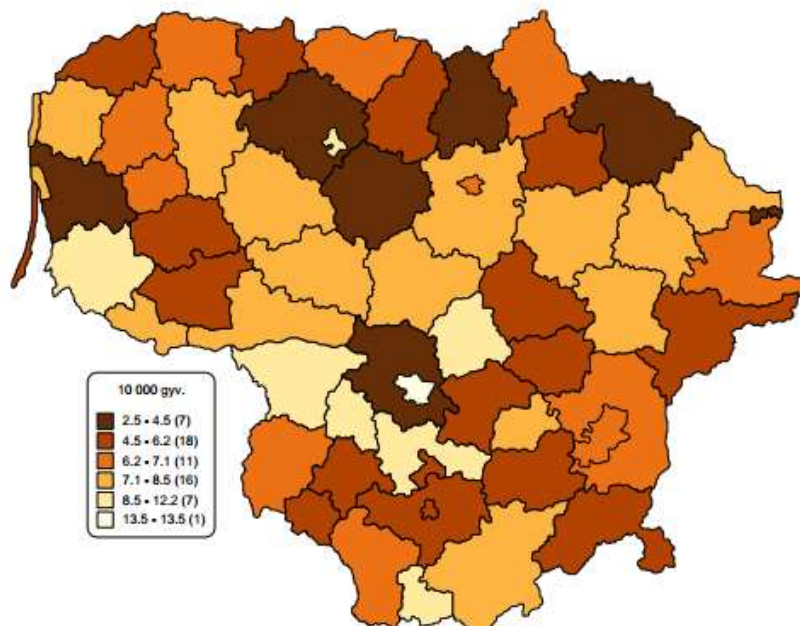 10 000 gyv.
2.5 - 4.5 (7)
4.5 - 6.2 (18)
6.2 - 7.1 (11)
7.1 - 8.5 (16)
8.5 - 12.2 (7)
13.5 - 13.5 (1)